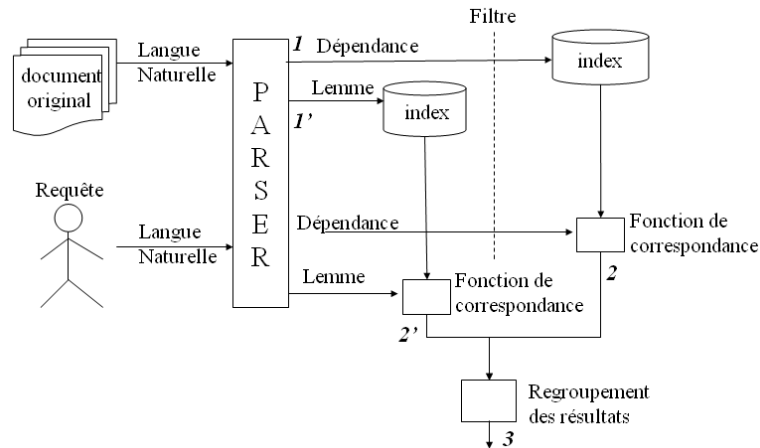 Filtre
Langue
Naturelle
document
original
1
Dépendance
index
Lemme
1'
index
PARSER
Requête
Langue
Naturelle
Dépendance
Fonction de
correspondance
2
Lemme
Fonction de
correspondance
2'
Regroupement
des résultats
3